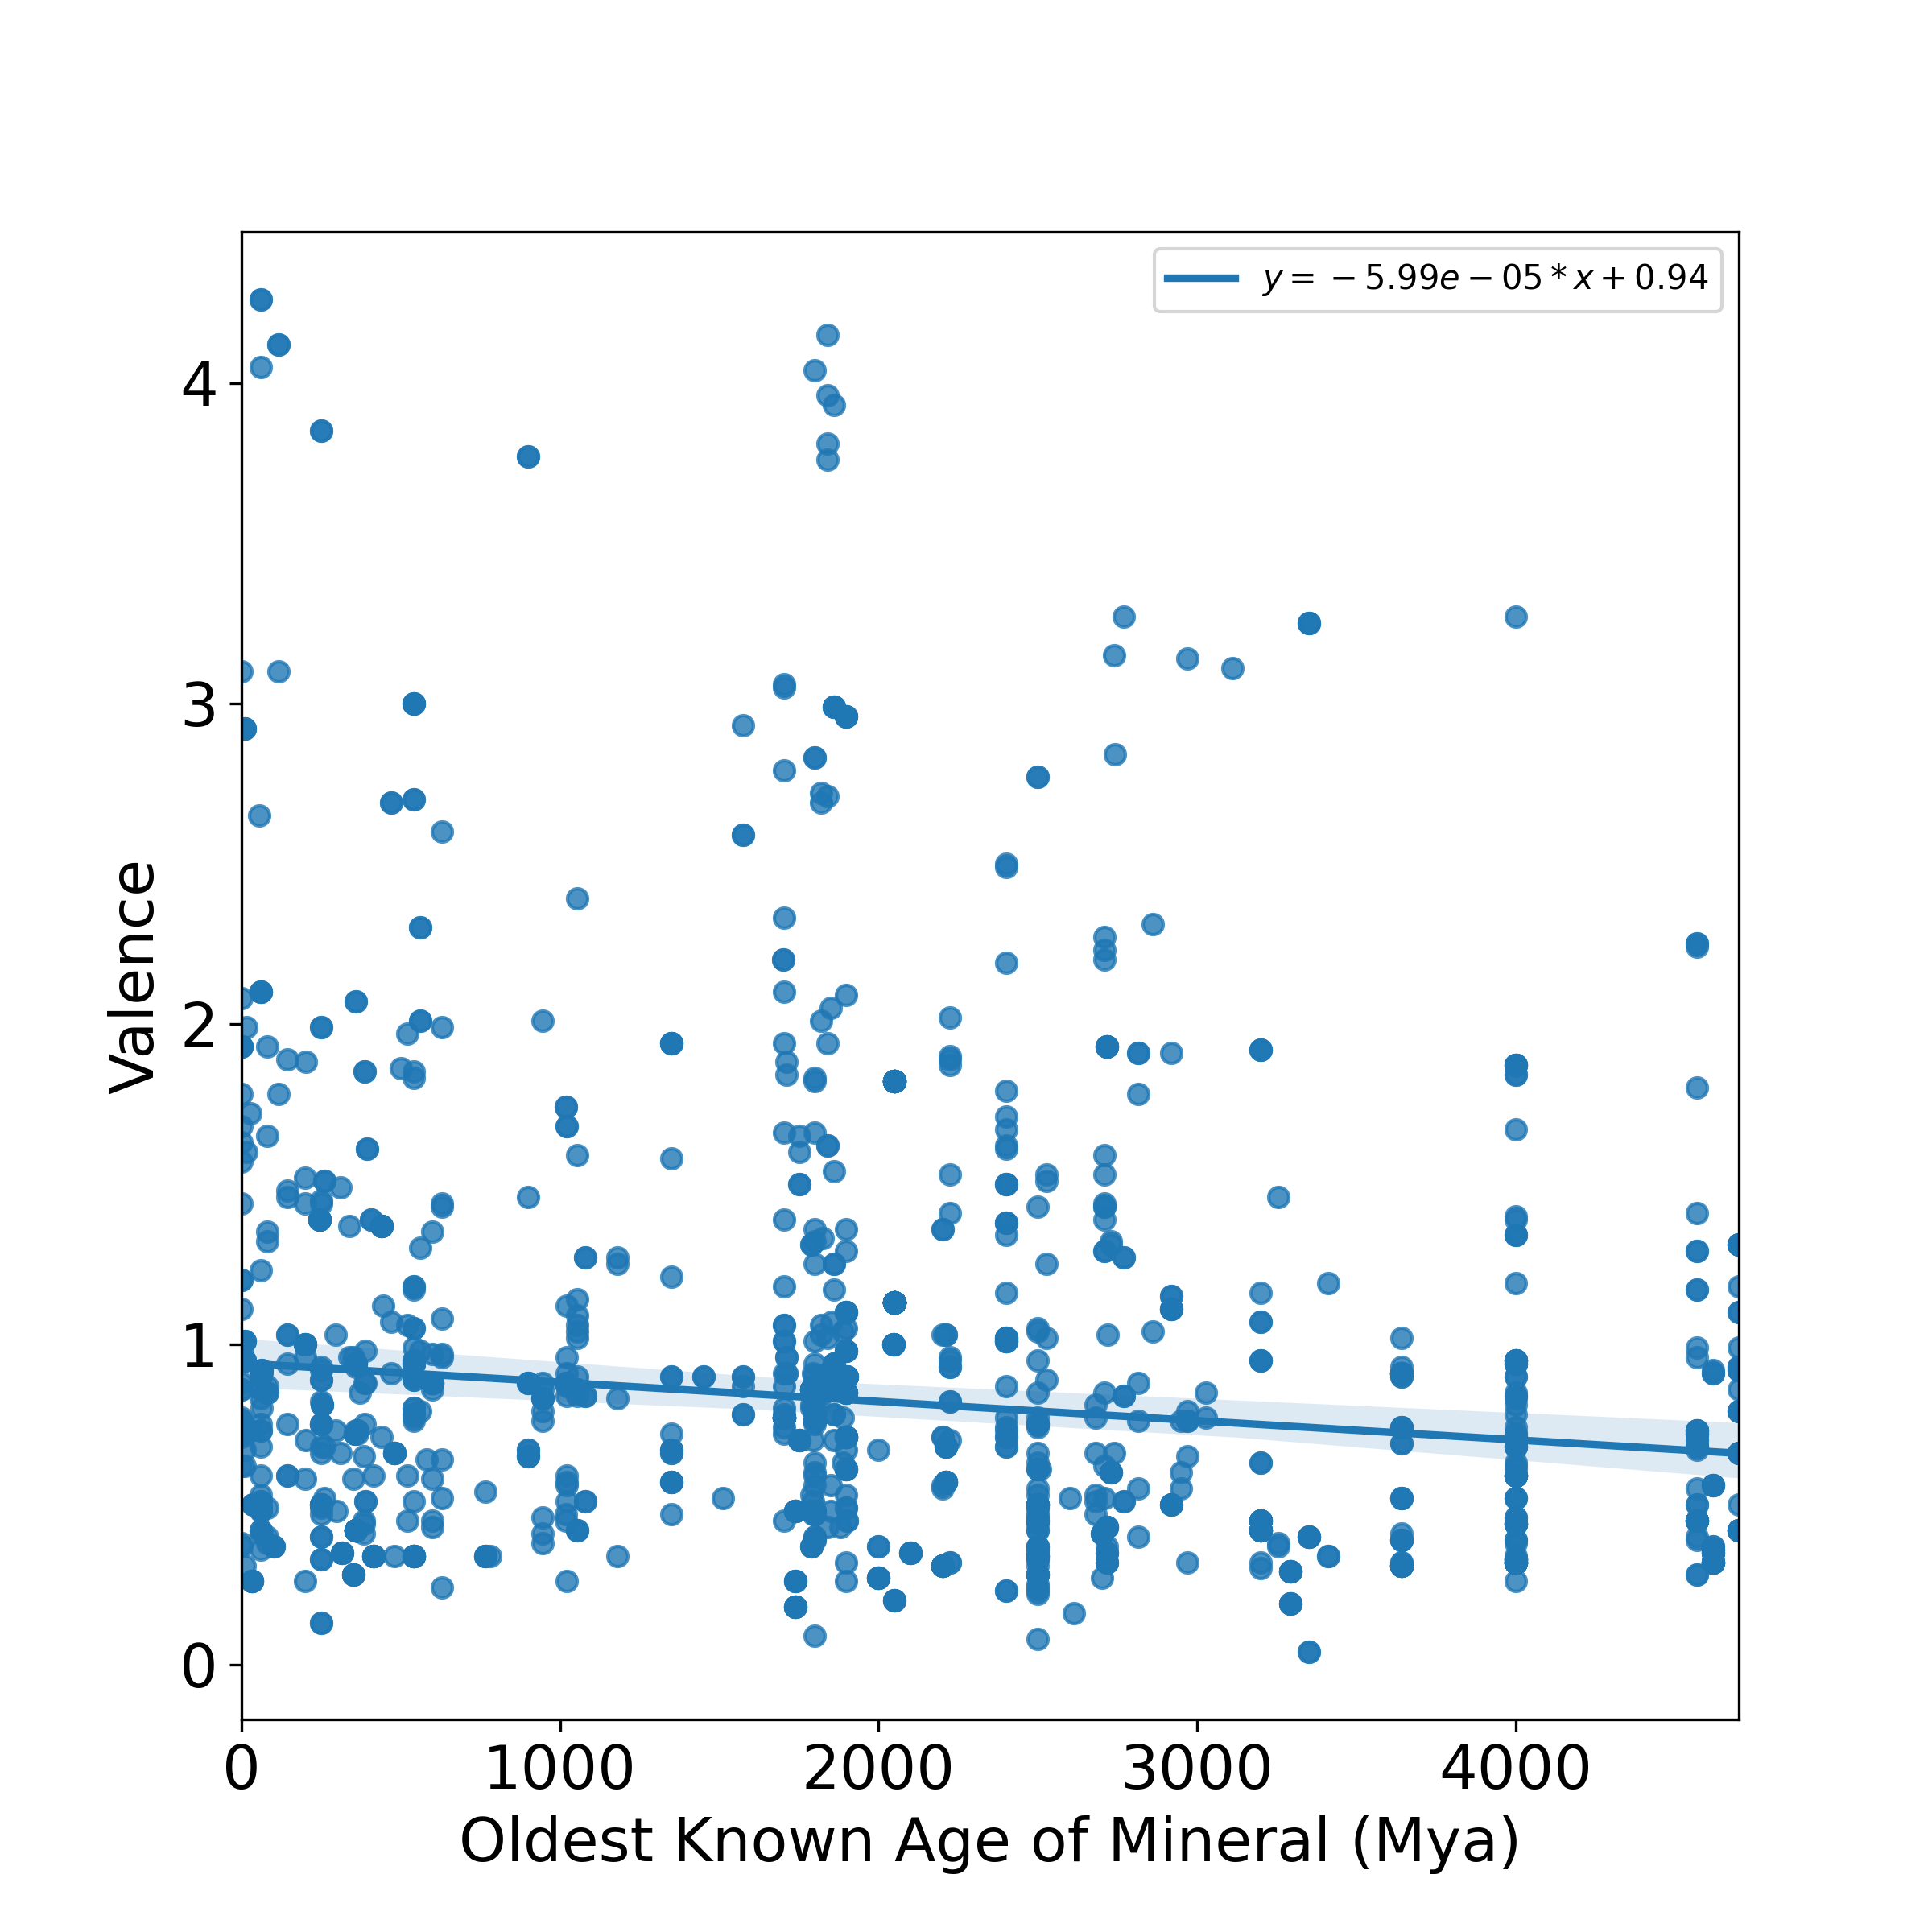 y = −5.99e − 05 * x + 0.94
Valence
4
3
2
1
0
0 1000 2000 3000 4000
Oldest Known Age of Mineral (Mya)